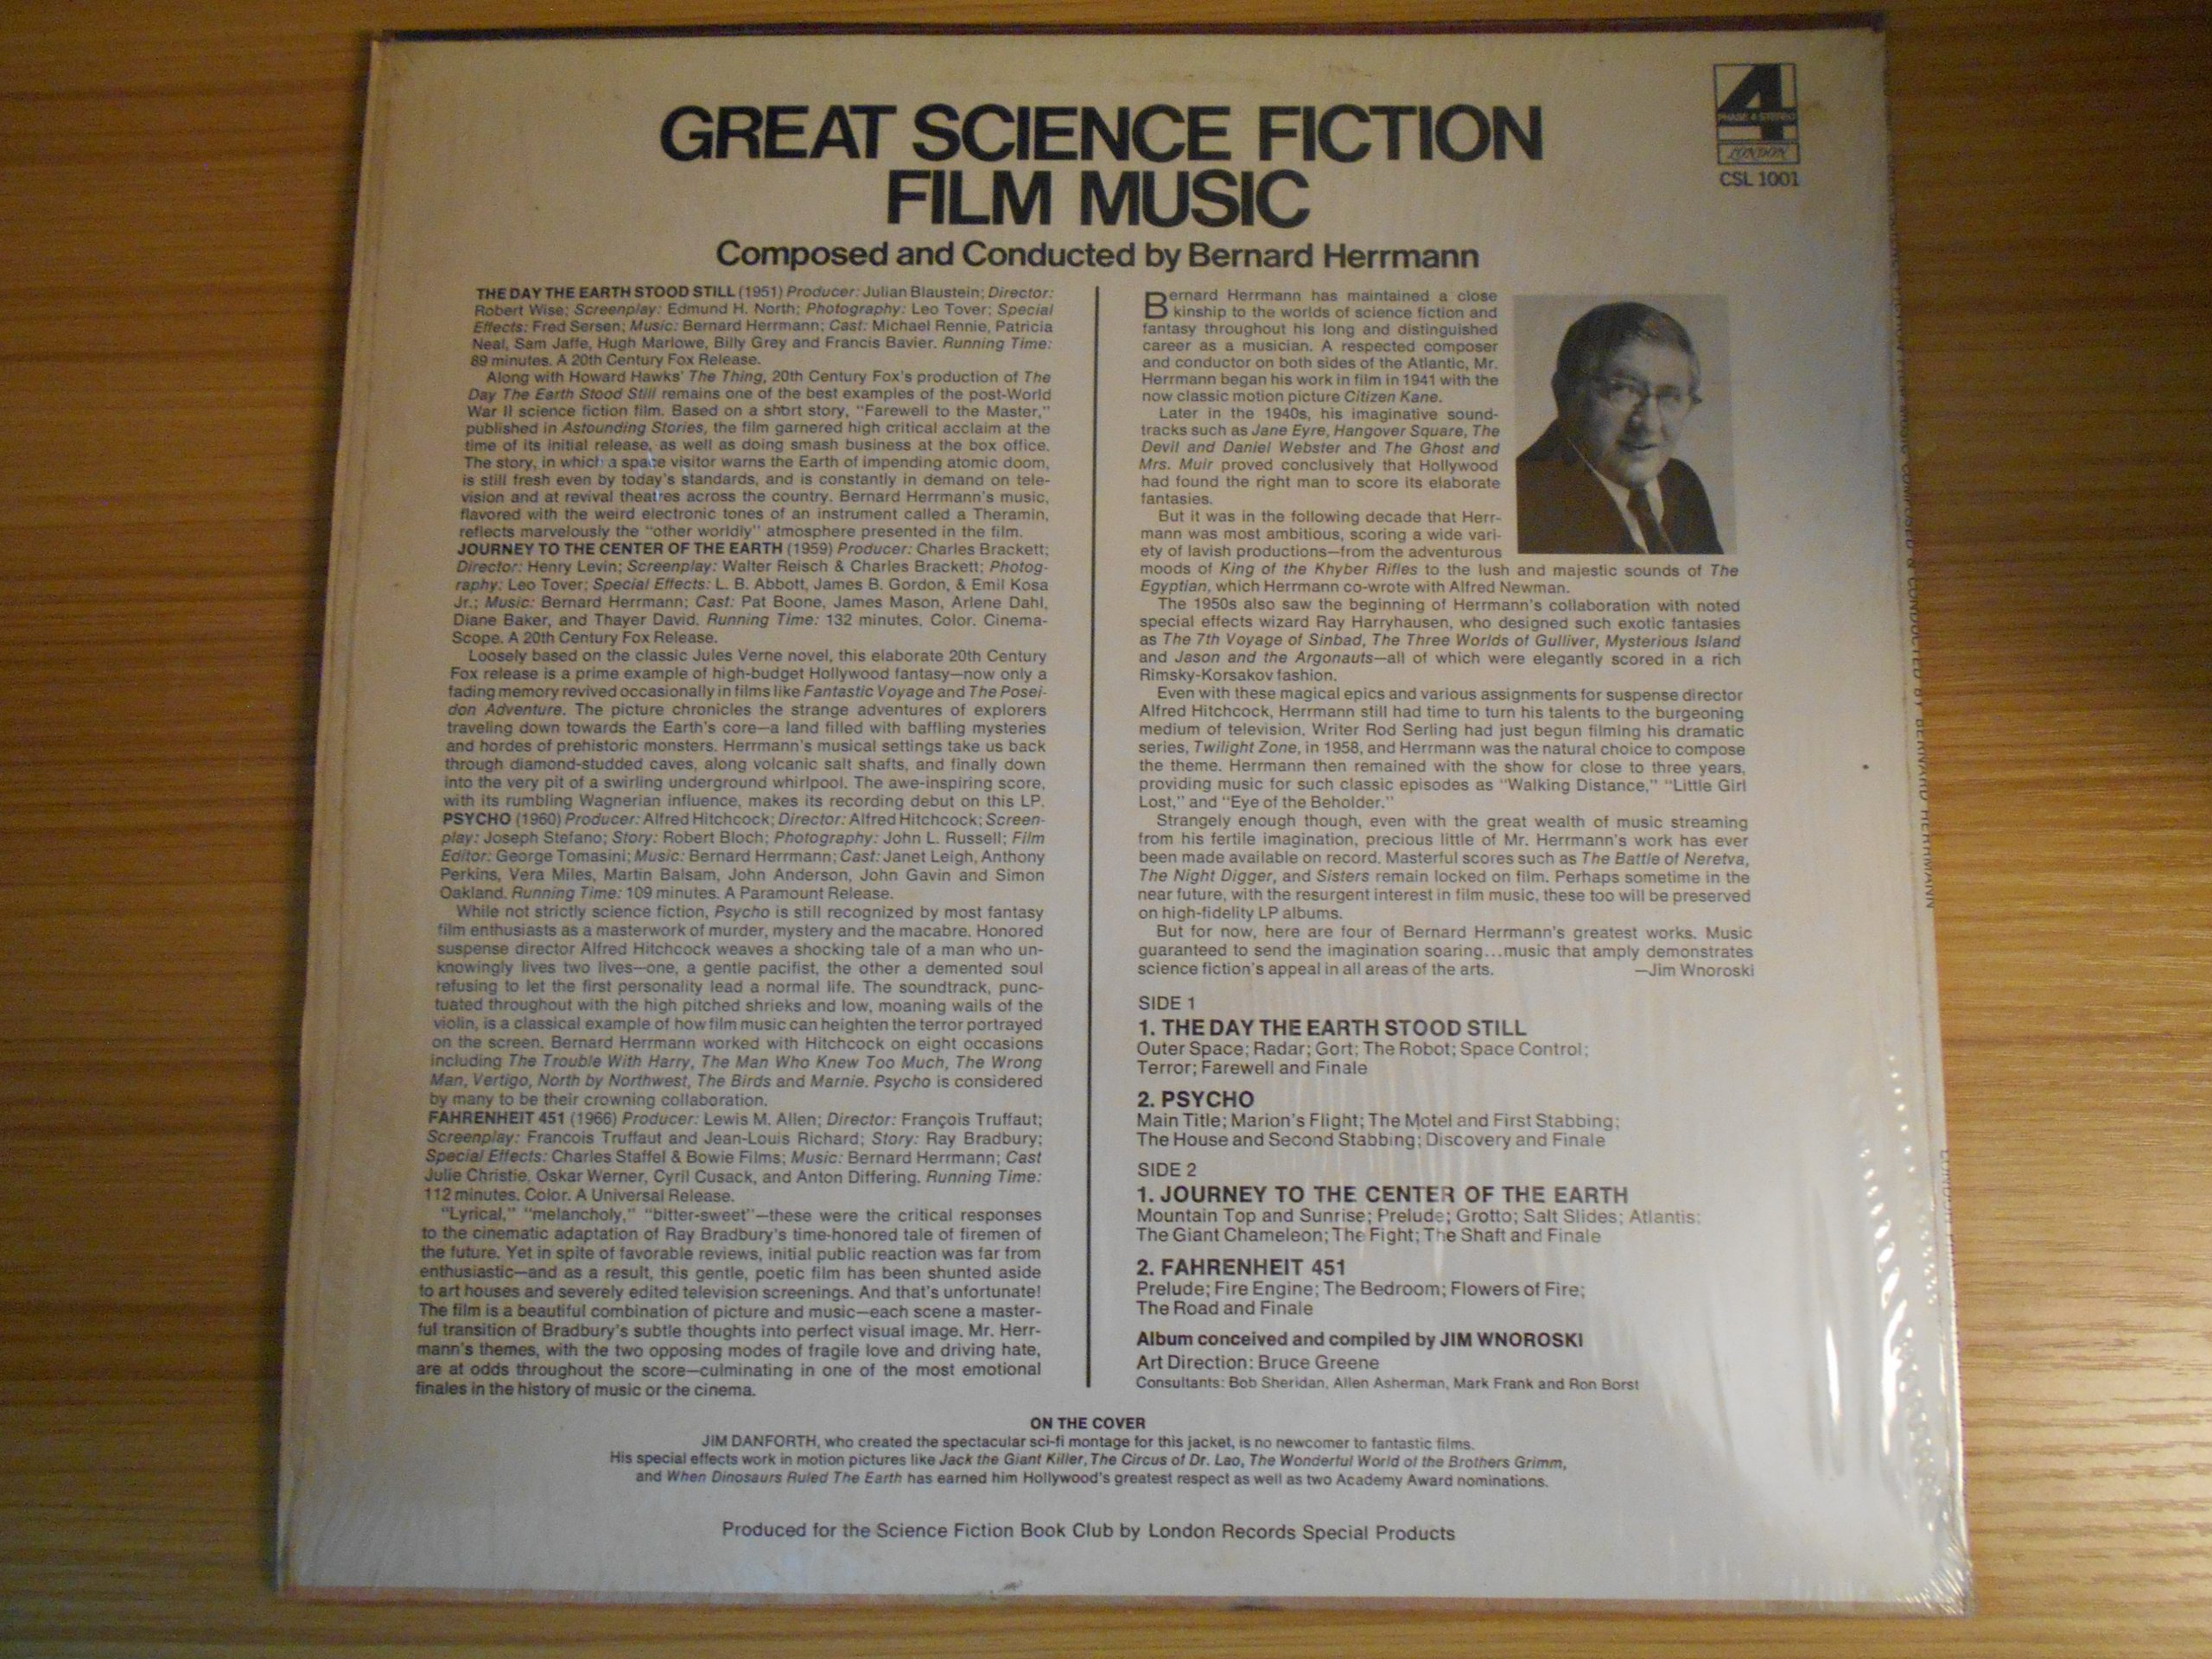 GREAT SCIENCE FICTION
FILM MUSIC
Composed and Conducted by Bernard Herrmann
4
PHASE 4 STEREO
LONDON
CSL 1001
THE DAY THE EARTH STOOD STILL (1951) Producer: Julian Blaustein; Director:
Robert Wise; Screenplay: Edmund H. North; Photography: Leo Tover; Special
Effects: Fred Sersen; Music: Bernard Herrmann; Cast: Michael Rennie, Patricia
Neal, Sam Jaffe, Hugh Marlowe, Billy Grey and Francis Bavier. Running Time:
89 minutes. A 20th Century Fox Release.
Along with Howard Hawks' The Thing, 20th Century Fox's production of The
Day The Earth Stood Still remains one of the best examples of the post-World
War II science fiction film. Based on a short story, "Farewell to the Master,"
published in Astounding Stories, the film garnered high critical acclaim at the
time of its initial release, as well as doing smash business at the box office.
The story, in which a space visitor warns the Earth of impending atomic doom,
is still fresh even by today's standards, and is constantly in demand on tele-
vision and at revival theatres across the country. Bernard Herrmann's music,
flavored with the weird electronic tones of an instrument called a Theramin,
reflects marvelously the "other worldly" atmosphere presented in the film.
JOURNEY TO THE CENTER OF THE EARTH (1959) Producer: Charles Brackett;
Director: Henry Levin; Screenplay: Walter Reisch & Charles Brackett; Photog-
raphy: Leo Tover; Special Effects: L. B. Abbott, James B. Gordon, & Emil Kosa
Jr.; Music: Bernard Herrmann; Cast: Pat Boone, James Mason, Arlene Dahl,
Diane Baker, and Thayer David. Running Time: 132 minutes. Color. Cinema-
Scope. A 20th Century Fox Release.
Loosely based on the classic Jules Verne novel, this elaborate 20th Century
Fox release is a prime example of high-budget Hollywood fantasy—now only a
fading memory revived occasionally in films like Fantastic Voyage and The Posei-
don Adventure. The picture chronicles the strange adventures of explorers
traveling down towards the Earth's core—a land filled with baffling mysteries
and hordes of prehistoric monsters. Herrmann's musical settings take us back
through diamond-studded caves, along volcanic salt shafts, and finally down
into the very pit of a swirling underground whirlpool. The awe-inspiring score,
with its rumbling Wagnerian influence, makes its recording debut on this LP.
PSYCHO (1960) Producer: Alfred Hitchcock; Director: Alfred Hitchcock; Screen-
play: Joseph Stefano; Story: Robert Bloch; Photography: John L. Russell; Film
Editor: George Tomasini; Music: Bernard Herrmann; Cast: Janet Leigh, Anthony
Perkins, Vera Miles, Martin Balsam, John Anderson, John Gavin and Simon
Oakland. Running Time: 109 minutes. A Paramount Release.
While not strictly science fiction, Psycho is still recognized by most fantasy
film enthusiasts as a masterwork of murder, mystery and the macabre. Honored
suspense director Alfred Hitchcock weaves a shocking tale of a man who un-
knowingly lives two lives—one, a gentle pacifist, the other a demented soul
refusing to let the first personality lead a normal life. The soundtrack, punc-
tuated throughout with the high pitched shrieks and low, moaning wails of the
violin, is a classical example of how film music can heighten the terror portrayed
on the screen. Bernard Herrmann worked with Hitchcock on eight occasions
including The Trouble With Harry, The Man Who Knew Too Much, The Wrong
Man, Vertigo, North by Northwest, The Birds and Marnie. Psycho is considered
by many to be their crowning collaboration.
FAHRENHEIT 451 (1966) Producer: Lewis M. Allen; Director: François Truffaut;
Screenplay: Francois Truffaut and Jean-Louis Richard; Story: Ray Bradbury;
Special Effects: Charles Staffel & Bowie Films; Music: Bernard Herrmann; Cast
Julie Christie, Oskar Werner, Cyril Cusack, and Anton Differing. Running Time:
112 minutes. Color. A Universal Release.
"Lyrical," "melancholy," "bitter-sweet"—these were the critical responses
to the cinematic adaptation of Ray Bradbury's time-honored tale of firemen of
the future. Yet in spite of favorable reviews, initial public reaction was far from
enthusiastic—and as a result, this gentle, poetic film has been shunted aside
to art houses and severely edited television screenings. And that's unfortunate!
The film is a beautiful combination of picture and music—each scene a master-
ful transition of Bradbury's subtle thoughts into perfect visual image. Mr. Herr-
mann's themes, with the two opposing modes of fragile love and driving hate,
are at odds throughout the score—culminating in one of the most emotional
finales in the history of music or the cinema.
Bernard Herrmann has maintained a close
kinship to the worlds of science fiction and
fantasy throughout his long and distinguished
career as a musician. A respected composer
and conductor on both sides of the Atlantic, Mr.
Herrmann began his work in film in 1941 with the
now classic motion picture Citizen Kane.
Later in the 1940s, his imaginative sound-
tracks such as Jane Eyre, Hangover Square, The
Devil and Daniel Webster and The Ghost and
Mrs. Muir proved conclusively that Hollywood
had found the right man to score its elaborate
fantasies.
But it was in the following decade that Herr-
mann was most ambitious, scoring a wide vari-
ety of lavish productions—from the adventurous
moods of King of the Khyber Rifles to the lush and majestic sounds of The
Egyptian, which Herrmann co-wrote with Alfred Newman.
The 1950s also saw the beginning of Herrmann's collaboration with noted
special effects wizard Ray Harryhausen, who designed such exotic fantasies
as The 7th Voyage of Sinbad, The Three Worlds of Gulliver, Mysterious Island
and Jason and the Argonauts—all of which were elegantly scored in a rich
Rimsky-Korsakov fashion.
Even with these magical epics and various assignments for suspense director
Alfred Hitchcock, Herrmann still had time to turn his talents to the burgeoning
medium of television. Writer Rod Serling had just begun filming his dramatic
series, Twilight Zone, in 1958, and Herrmann was the natural choice to compose
the theme. Herrmann then remained with the show for close to three years,
providing music for such classic episodes as "Walking Distance," "Little Girl
Lost," and "Eye of the Beholder."
Strangely enough though, even with the great wealth of music streaming
from his fertile imagination, precious little of Mr. Herrmann's work has ever
been made available on record. Masterful scores such as The Battle of Neretva,
The Night Digger, and Sisters remain locked on film. Perhaps sometime in the
near future, with the resurgent interest in film music, these too will be preserved
on high-fidelity LP albums.
But for now, here are four of Bernard Herrmann's greatest works. Music
guaranteed to send the imagination soaring...music that amply demonstrates
science fiction's appeal in all areas of the arts. —Jim Wnoroski
SIDE 1
1. THE DAY THE EARTH STOOD STILL
Outer Space; Radar; Gort; The Robot; Space Control;
Terror; Farewell and Finale
2. PSYCHO
Main Title; Marion's Flight; The Motel and First Stabbing;
The House and Second Stabbing; Discovery and Finale
SIDE 2
1. JOURNEY TO THE CENTER OF THE EARTH
Mountain Top and Sunrise; Prelude; Grotto; Salt Slides; Atlantis;
The Giant Chameleon; The Fight; The Shaft and Finale
2. FAHRENHEIT 451
Prelude; Fire Engine; The Bedroom; Flowers of Fire;
The Road and Finale
Album conceived and compiled by JIM WNOROSKI
Art Direction: Bruce Greene
Consultants: Bob Sheridan, Allen Asherman, Mark Frank and Ron Borst
ON THE COVER
JIM DANFORTH, who created the spectacular sci-fi montage for this jacket, is no newcomer to fantastic films.
His special effects work in motion pictures like Jack the Giant Killer, The Circus of Dr. Lao, The Wonderful World of the Brothers Grimm,
and When Dinosaurs Ruled The Earth has earned him Hollywood's greatest respect as well as two Academy Award nominations.
Produced for the Science Fiction Book Club by London Records Special Products
COMPOSED & CONDUCTED BY BERNARD HERRMANN